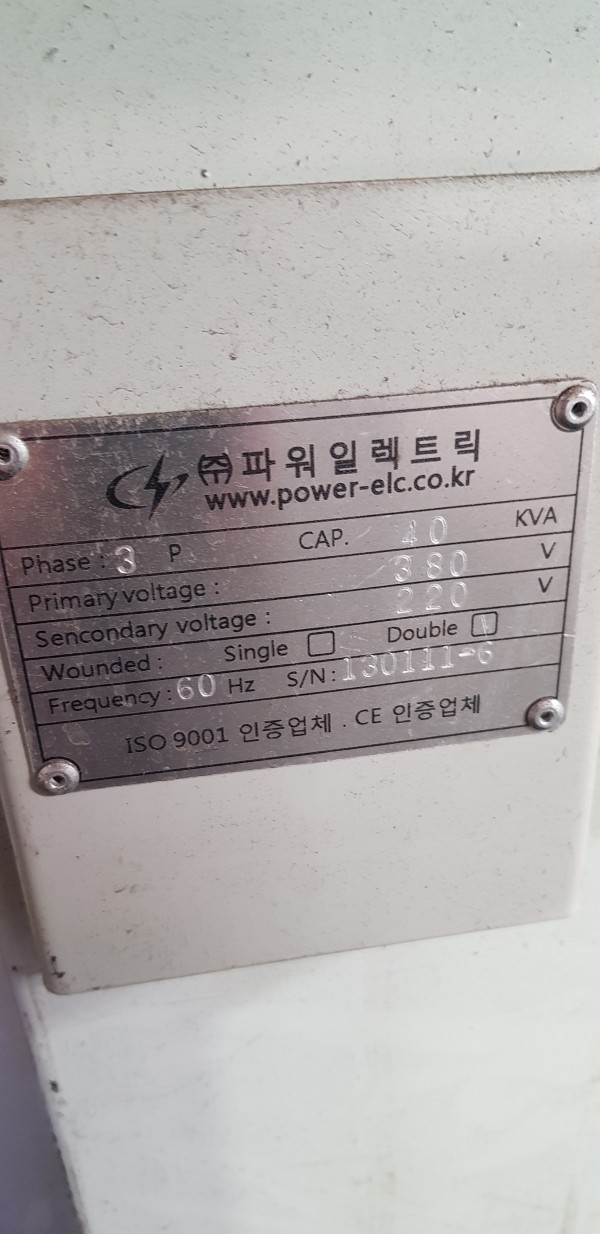 ㈜파워일렉트릭
www.power-elc.co.kr
Phase : 3 P CAP. 40 KVA
Primary voltage : 380 V
Sencondary voltage : 220 V
Wounded : Single Double
Frequency : 60 Hz S/N : 130111-6
ISO 9001 인증업체 . CE 인증업체